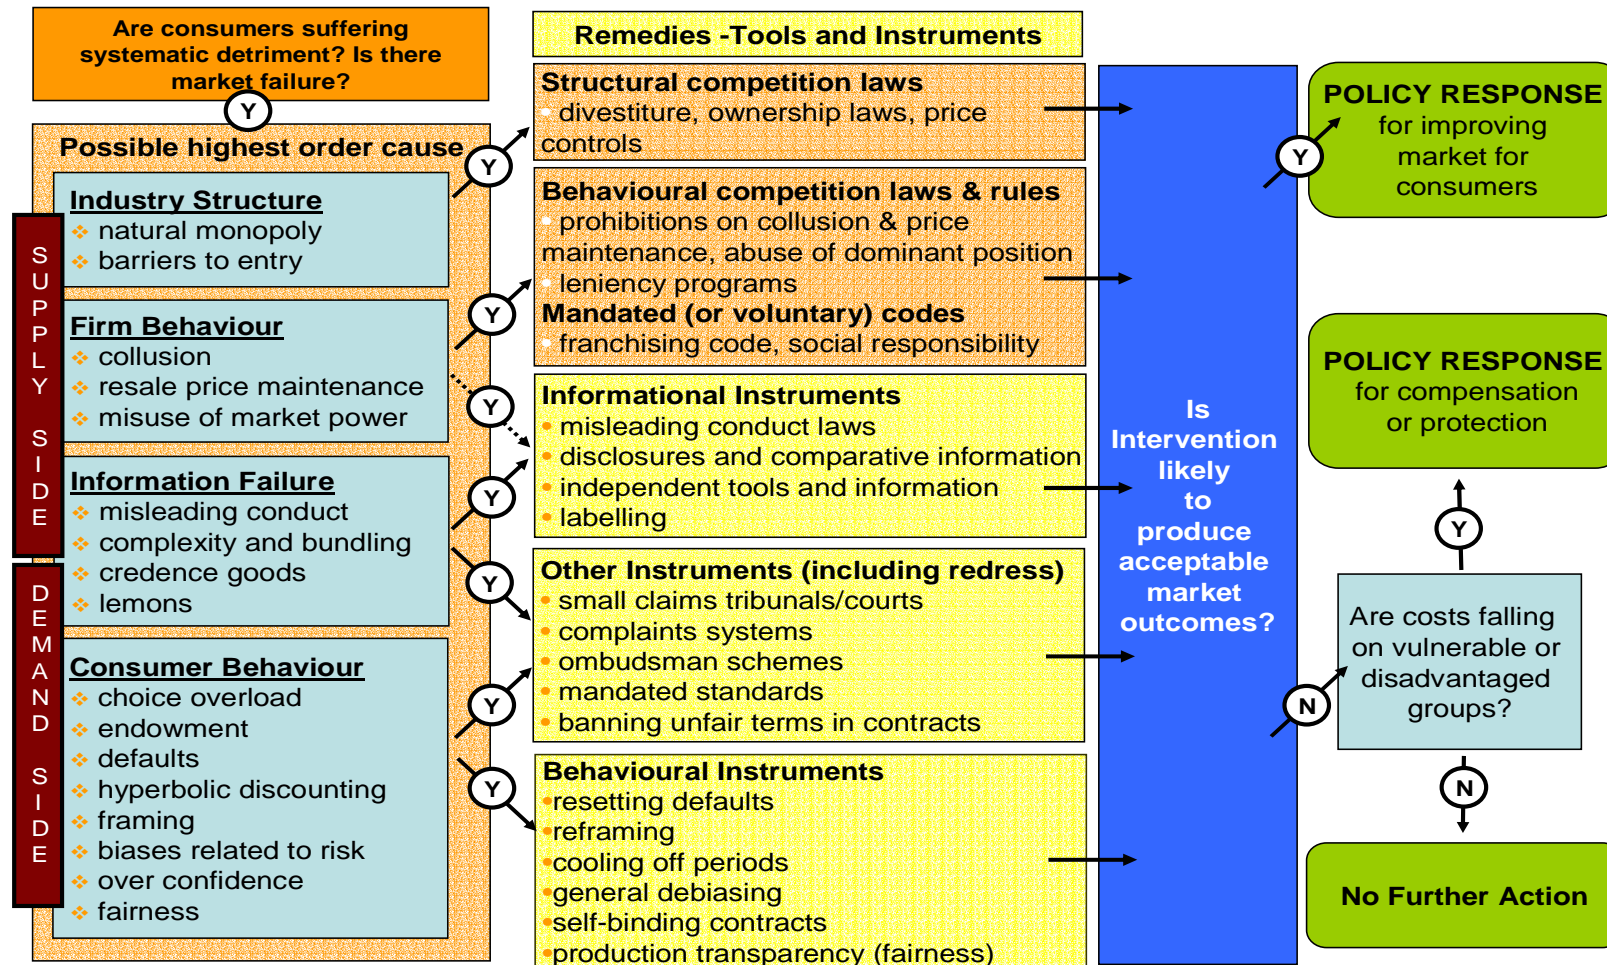 Are consumers suffering
systematic detriment? Is there
market failure?
Y
Possible highest order cause
SUPPLY SIDE
DEMAND SIDE
Industry Structure
natural monopoly
barriers to entry
Firm Behaviour
collusion
resale price maintenance
misuse of market power
Information Failure
misleading conduct
complexity and bundling
credence goods
lemons
Consumer Behaviour
choice overload
endowment
defaults
hyperbolic discounting
framing
biases related to risk
over confidence
fairness
Y
Y
Y
Y
Y
Y
Y
Remedies -Tools and Instruments
Structural competition laws
• divestiture, ownership laws, price
controls
Behavioural competition laws & rules
• prohibitions on collusion & price
maintenance, abuse of dominant position
• leniency programs
Mandated (or voluntary) codes
• franchising code, social responsibility
Informational Instruments
• misleading conduct laws
• disclosures and comparative information
• independent tools and information
• labelling
Other Instruments (including redress)
• small claims tribunals/courts
• complaints systems
• ombudsman schemes
• mandated standards
• banning unfair terms in contracts
Behavioural Instruments
•resetting defaults
•reframing
•cooling off periods
•general debiasing
•self-binding contracts
•production transparency (fairness)
Is
Intervention
likely
to
produce
acceptable
market
outcomes?
Y
POLICY RESPONSE
for improving
market for
consumers
POLICY RESPONSE
for compensation
or protection
Y
N
Are costs falling
on vulnerable or
disadvantaged
groups?
N
No Further Action